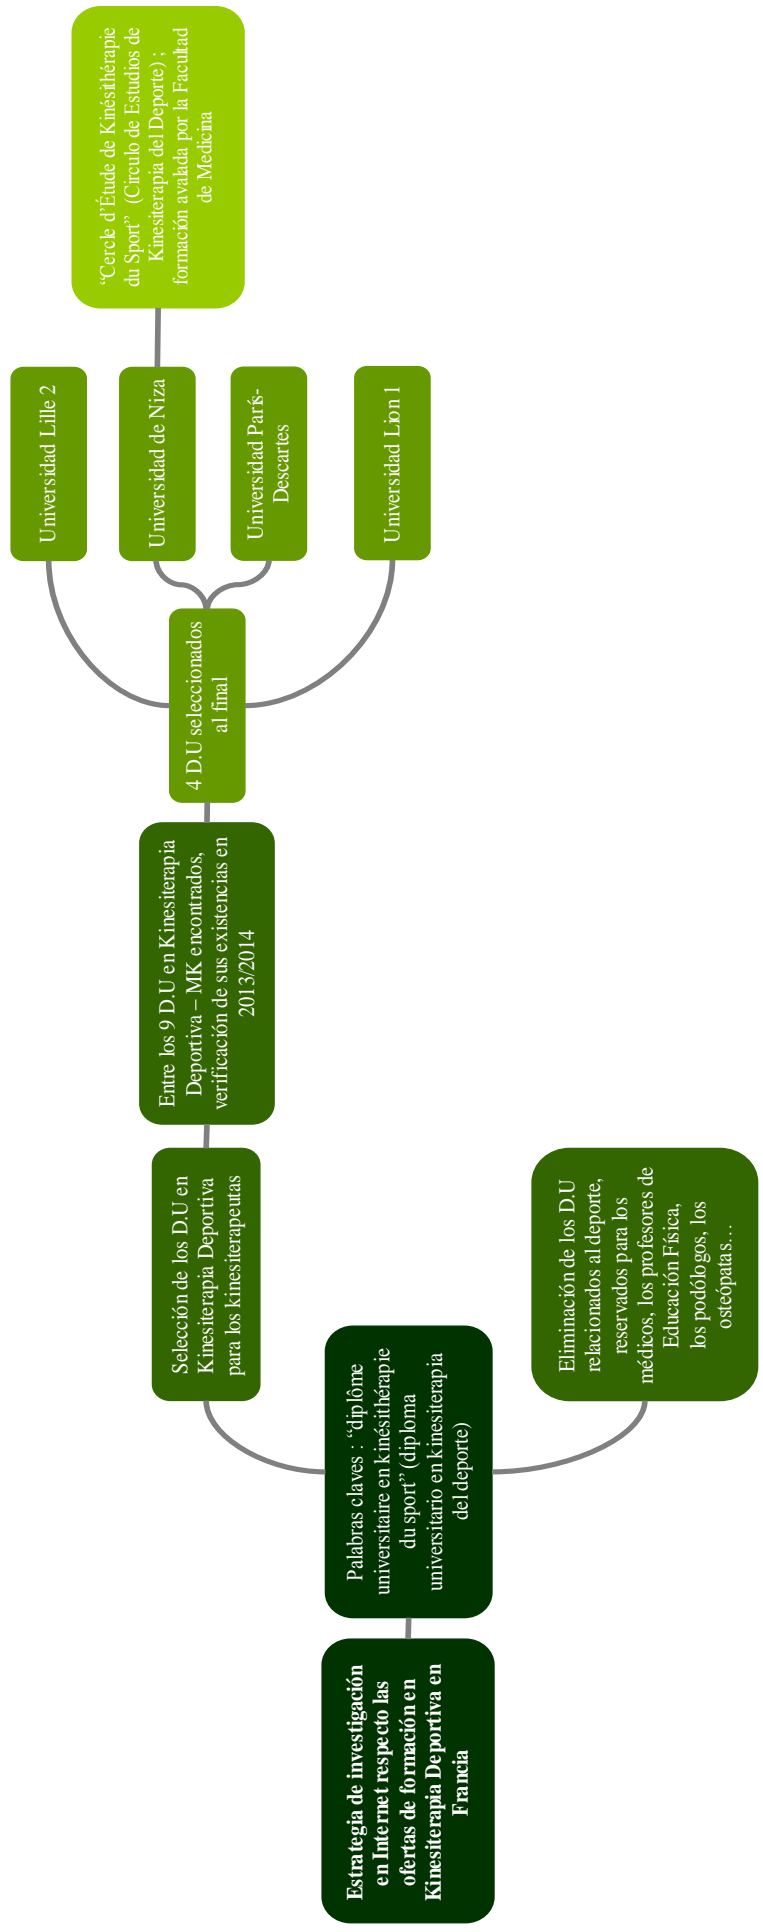 Estrategia de investigación
en Internet respecto las
ofertas de formación en
Kinesiterapia Deportiva en
Francia
Palabras claves : “diplôme
universitaire en kinésithérapie
du sport” (diploma
universitario en kinesiterapia
del deporte)
Selección de los D.U en
Kinesiterapia Deportiva
para los kinesiterapeutas
Entre los 9 D.U en Kinesiterapia
Deportiva – MK encontrados,
verificación de sus existencias en
2013/2014
4 D.U seleccionados
al final
Universidad Lille 2
Universidad de Niza
“Cercle d’Étude de Kinésithérapie
du Sport” (Circulo de Estudios de
Kinesiterapia del Deporte) ;
formación avalada por la Facultad
de Medicina
Universidad París-
Descartes
Universidad Lion 1
Eliminación de los D.U
relacionados al deporte,
reservados para los
médicos, los profesores de
Educación Física,
los podólogos, los
osteópatas…